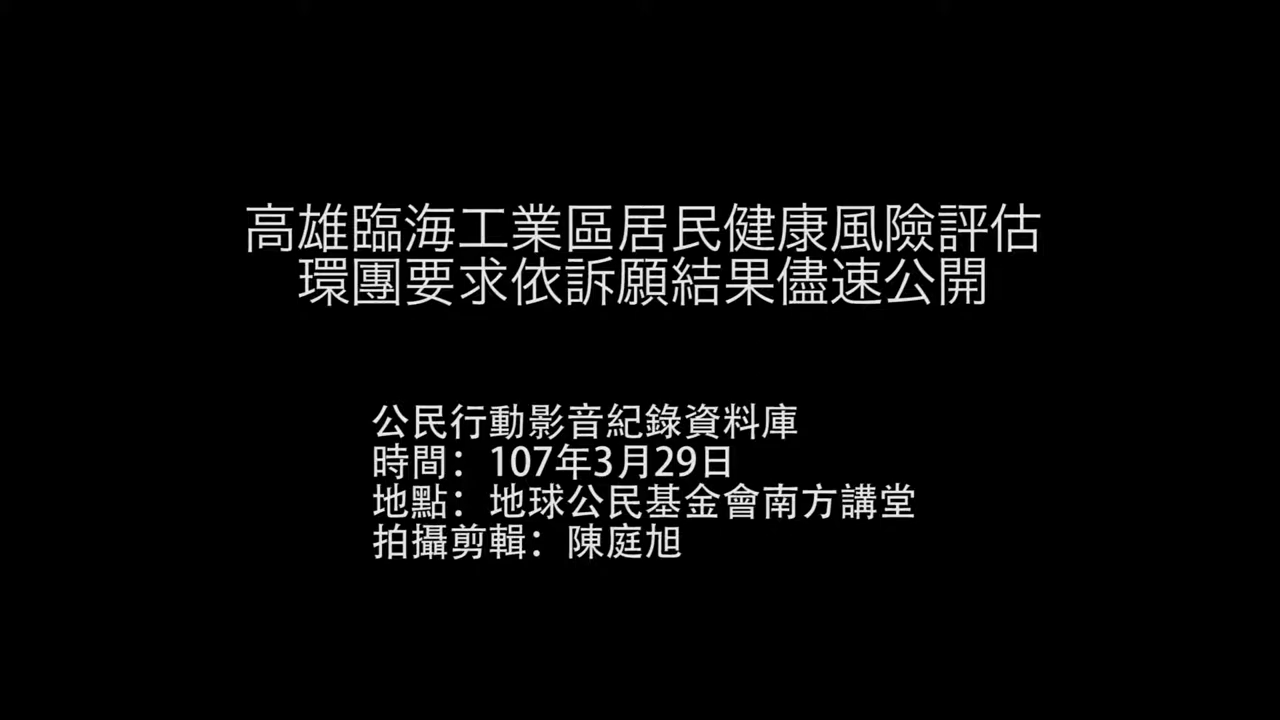 高雄臨海工業區居民健康風險評估
環團要求依訴願結果儘速公開
公民行動影音紀錄資料庫
時間：107年3月29日
地點：地球公民基金會南方講堂
拍攝剪輯：陳庭旭